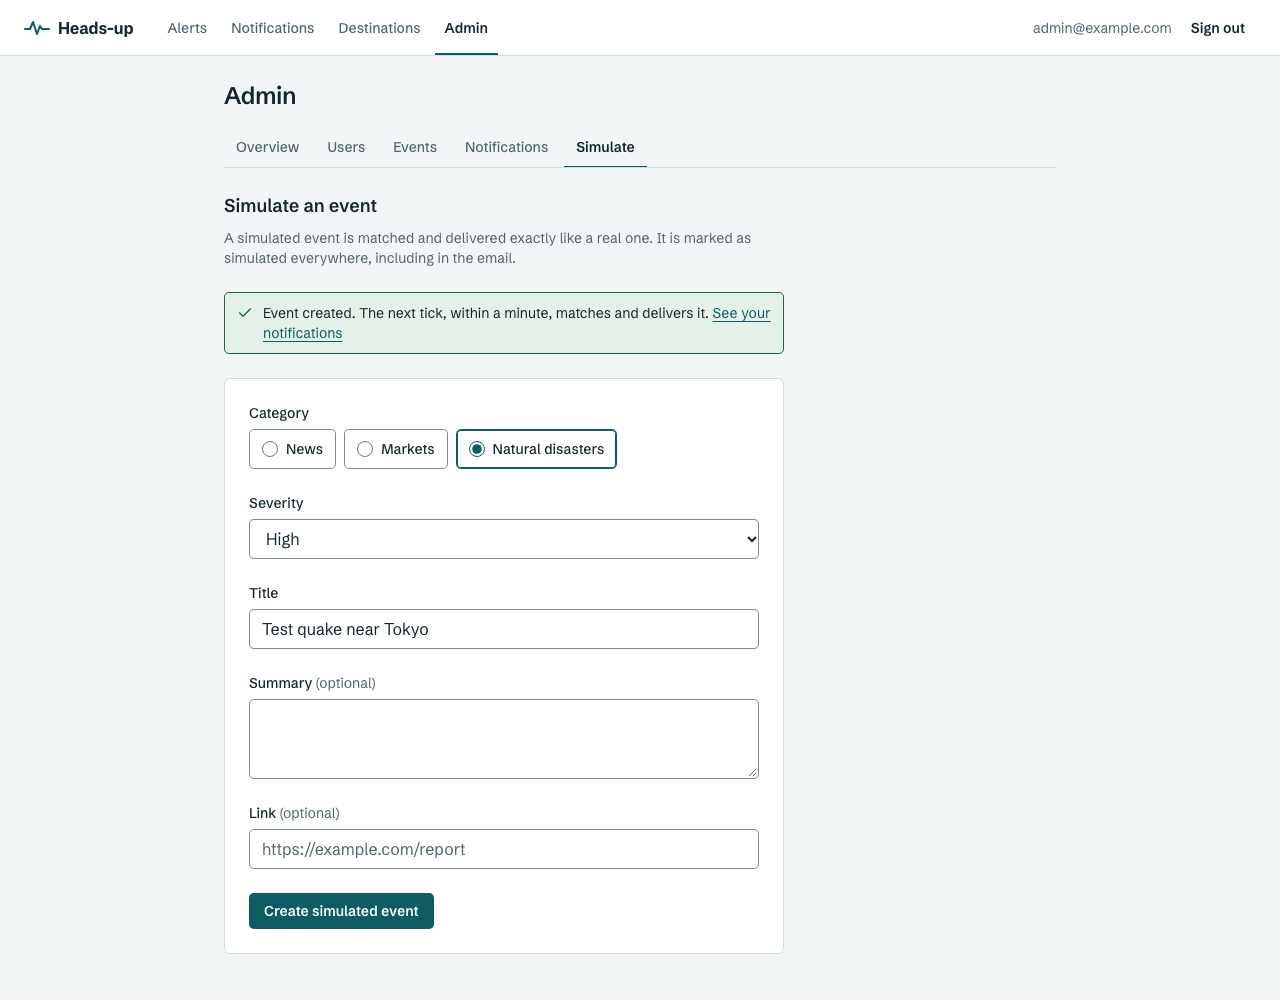 Heads-up Alerts Notifications Destinations Admin admin@example.com Sign out
Admin
Overview Users Events Notifications Simulate
Simulate an event
A simulated event is matched and delivered exactly like a real one. It is marked as
simulated everywhere, including in the email.
Event created. The next tick, within a minute, matches and delivers it. See your
notifications
Category
News Markets Natural disasters
Severity
High
Title
Test quake near Tokyo
Summary (optional)
Link (optional)
https://example.com/report
Create simulated event